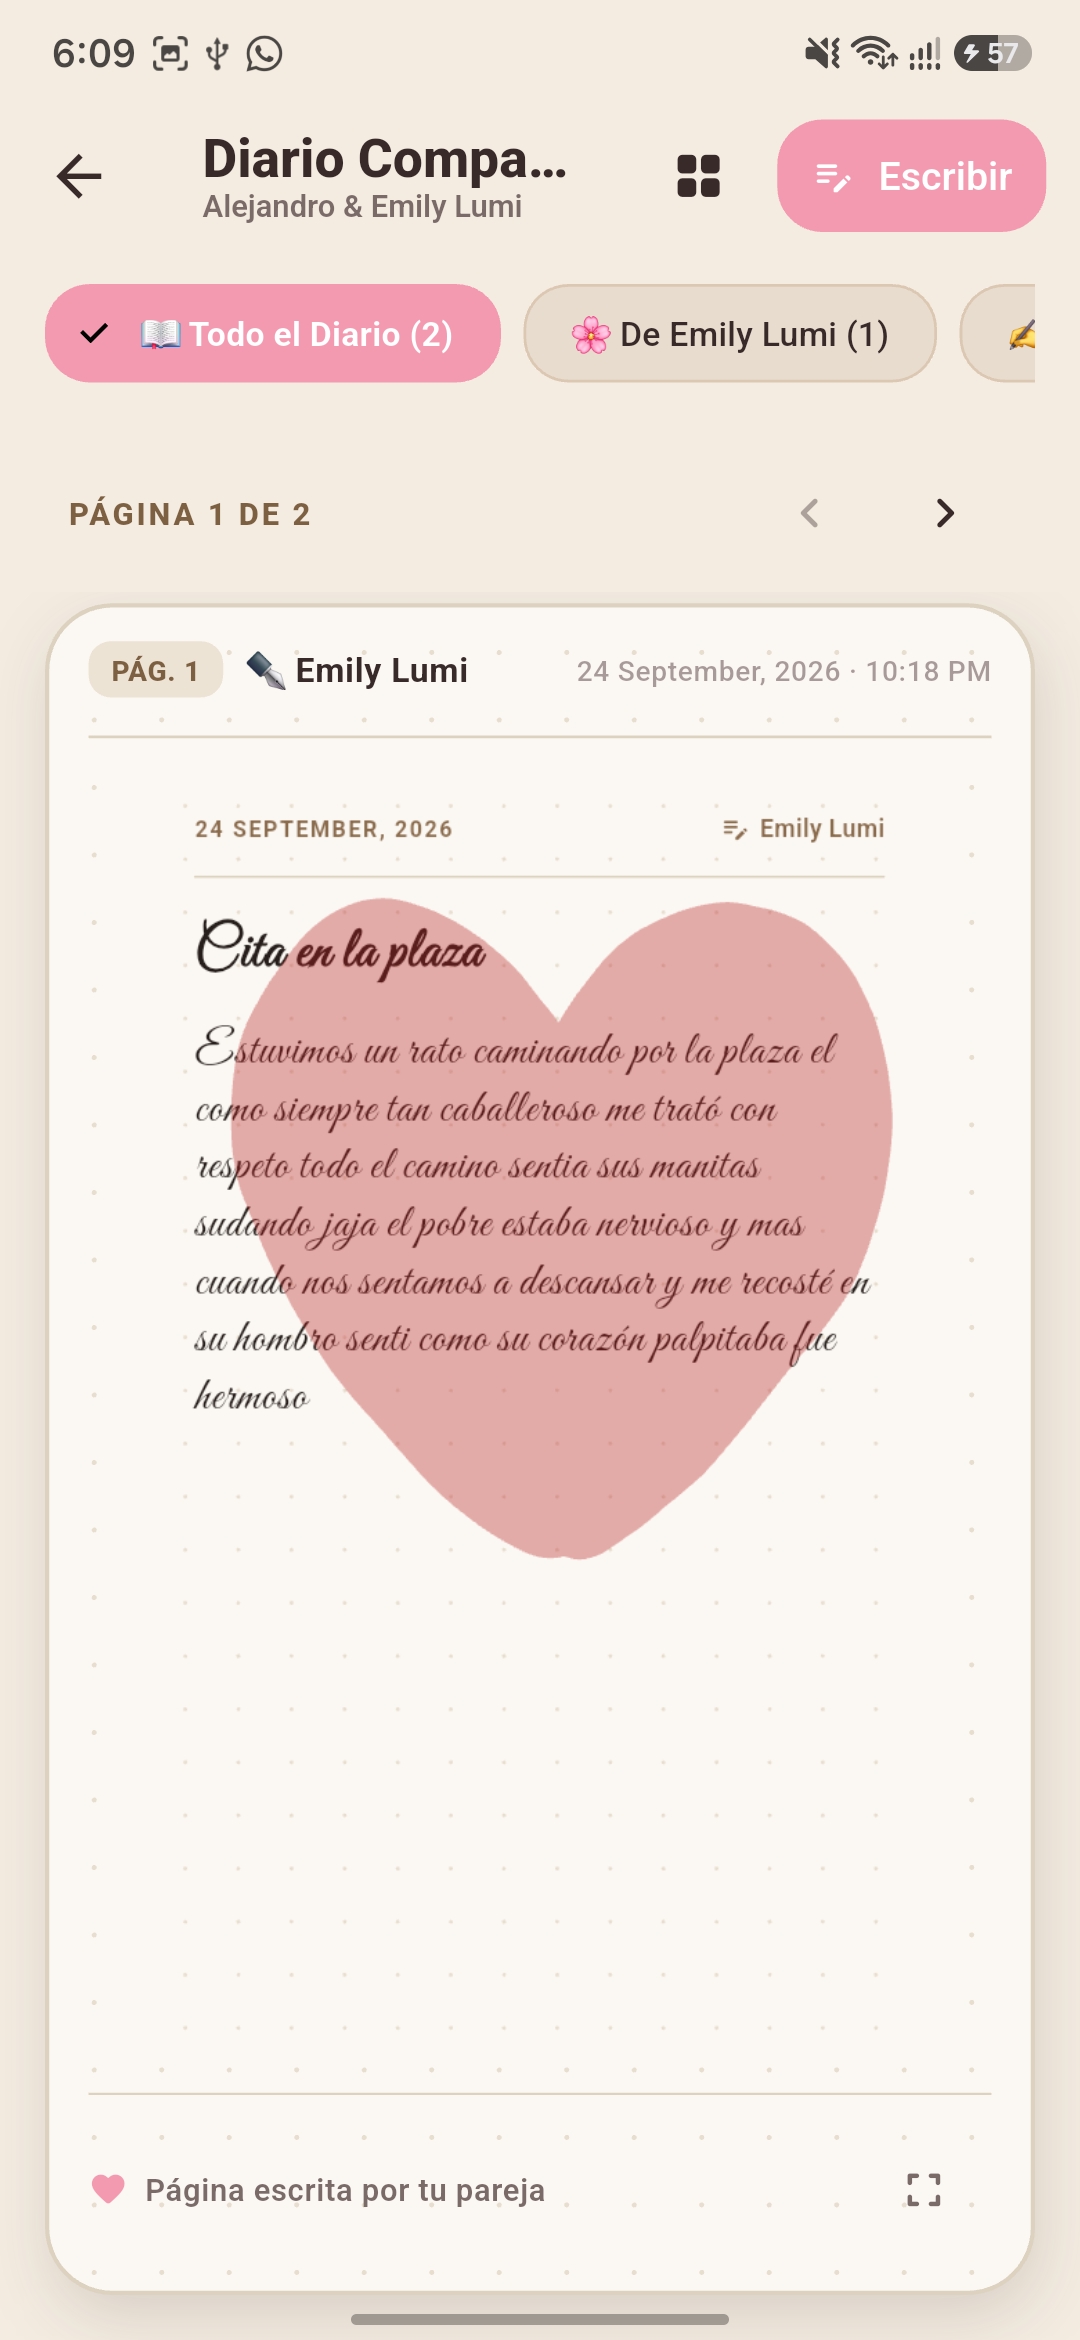 6:09
57
Diario Compa...
Alejandro & Emily Lumi
Escribir
Todo el Diario (2)
De Emily Lumi (1)
PÁGINA 1 DE 2
PÁG. 1
Emily Lumi
24 September, 2026 · 10:18 PM
24 SEPTEMBER, 2026
Emily Lumi
Cita en la plaza
Estuvimos un rato caminando por la plaza el
como siempre tan caballeroso me trató con
respeto todo el camino sentia sus manitas
sudando jaja el pobre estaba nervioso y mas
cuando nos sentamos a descansar y me recosté en
su hombro senti como su corazón palpitaba fue
hermoso
Página escrita por tu pareja